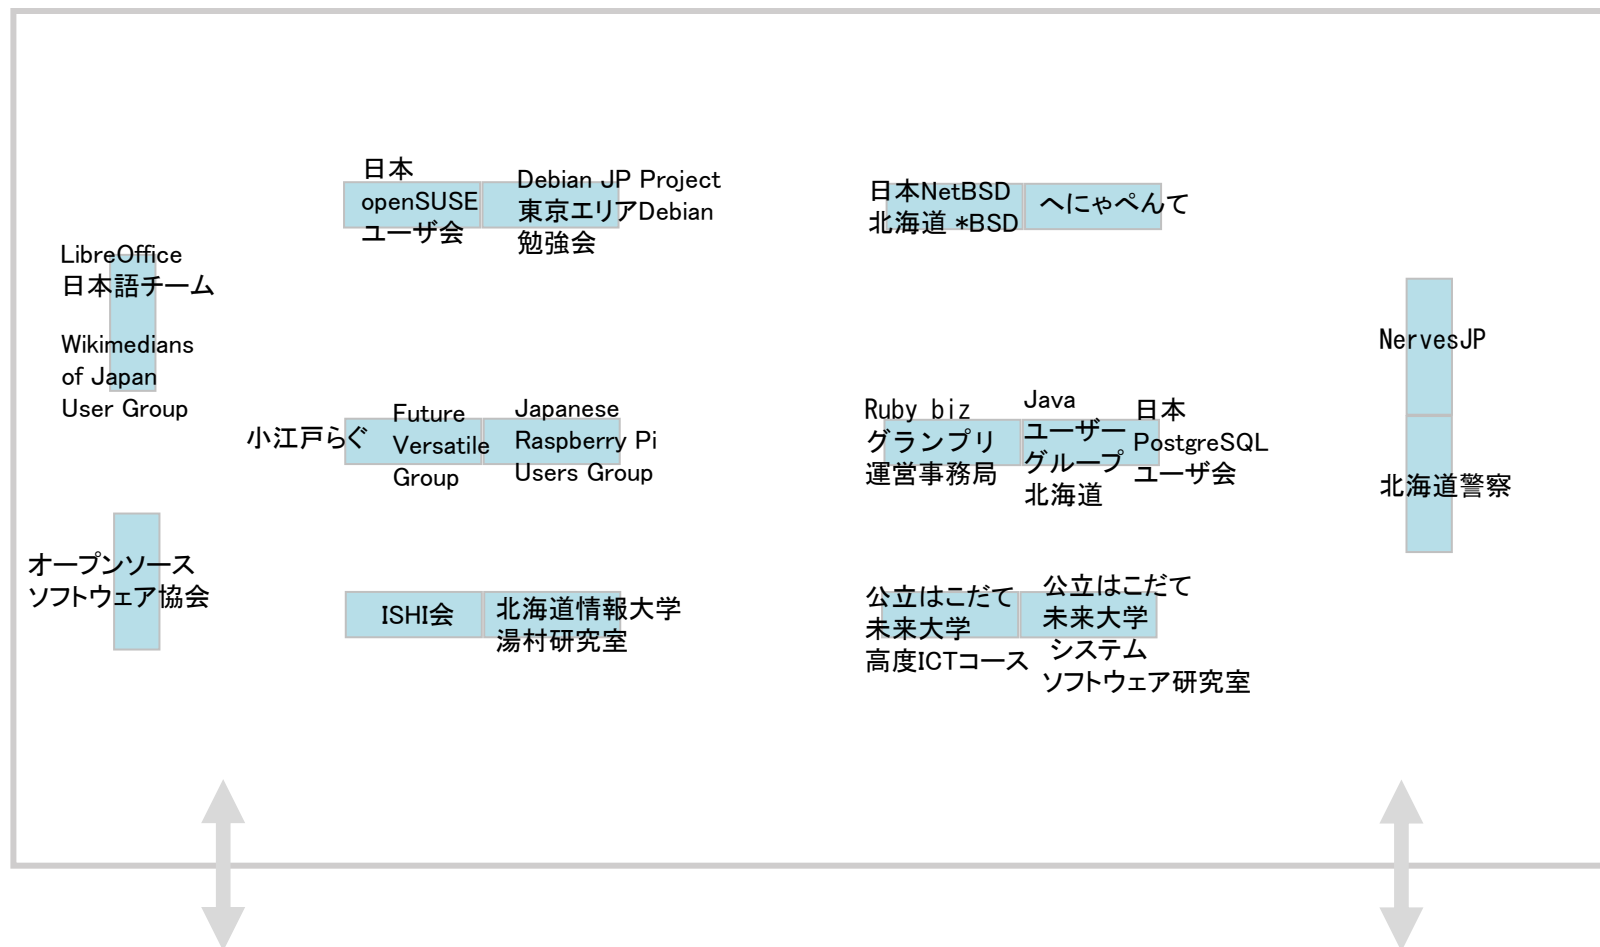 日本
openSUSE
ユーザ会
Debian JP Project
東京エリアDebian
勉強会
日本NetBSD
北海道 *BSD
へにゃぺんて
LibreOffice
日本語チーム
Wikimedians
of Japan
User Group
NervesJP
小江戸らぐ
Future
Versatile
Group
Japanese
Raspberry Pi
Users Group
Ruby biz
グランプリ
運営事務局
Java
ユーザー
グループ
北海道
日本
PostgreSQL
ユーザ会
北海道警察
オープンソース
ソフトウェア協会
ISHI会
北海道情報大学
湯村研究室
公立はこだて
未来大学
高度ICTコース
公立はこだて
未来大学
システム
ソフトウェア研究室